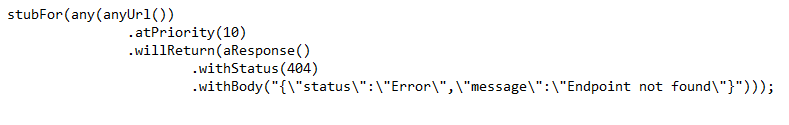 stubFor(any(anyUrl())
.atPriority(10)
.willReturn(aResponse()
.withStatus(404)
.withBody("{\"status\":\"Error\",\"message\":\"Endpoint not found\"}")));